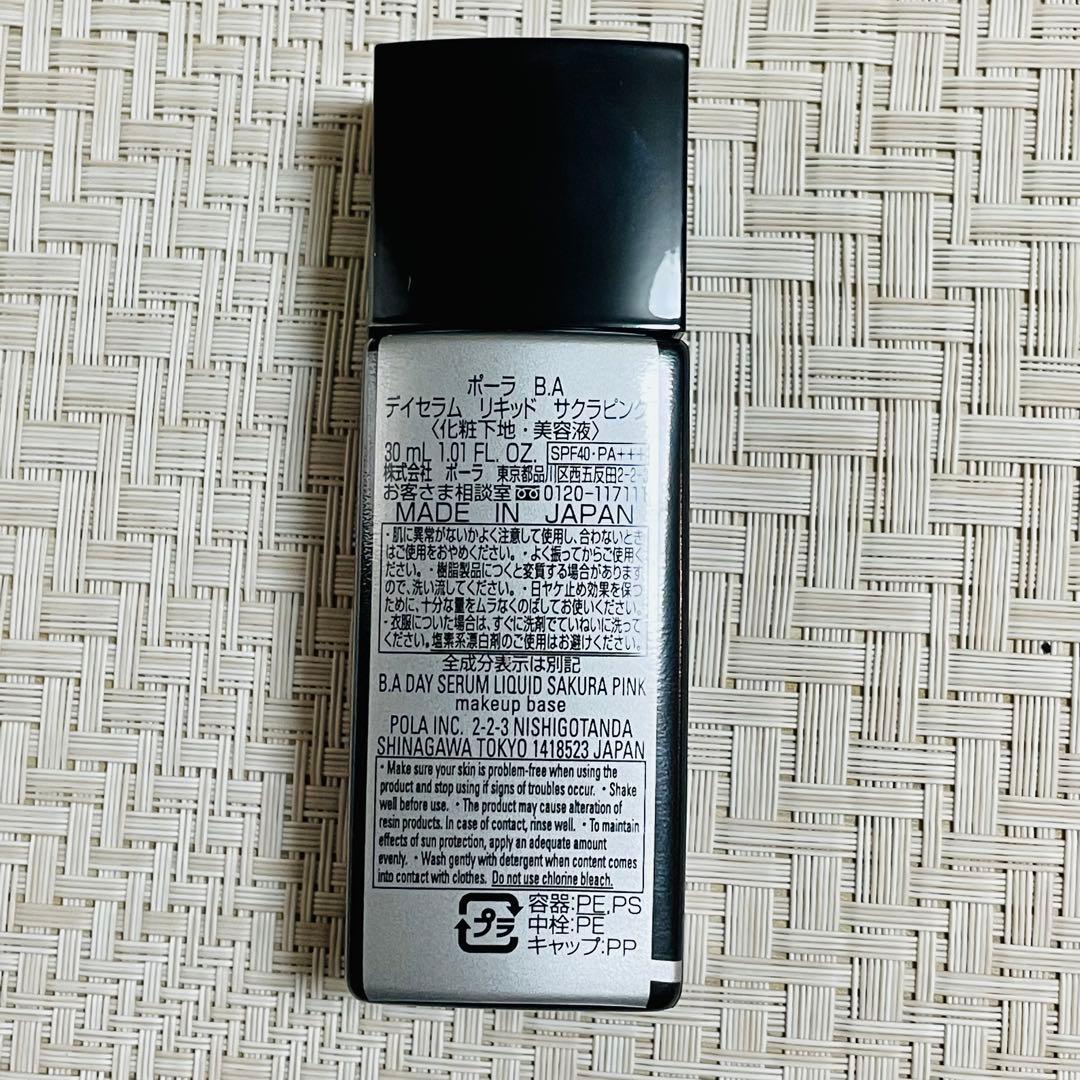 ポーラ B.A
デイセラム リキッド サクラピンク
〈化粧下地・美容液〉
30 mL 1.01 FL. OZ. SPF40・PA+++
株式会社 ポーラ 東京都品川区西五反田2-2-3
お客さま相談室 0120-117111
MADE IN JAPAN
・肌に異常がないかよく注意して使用し、合わないとき
はご使用をおやめください。・よく振ってからご使用く
ださい。・樹脂製品につくと変質する場合があります
ので、洗い流してください。・日ヤケ止め効果を保つ
ために、十分な量をムラなくのばしてお使いください。
・衣服についた場合は、すぐに洗剤でていねいに洗って
ください。塩素系漂白剤のご使用はお避けください。
全成分表示は別記
B.A DAY SERUM LIQUID SAKURA PINK
makeup base
POLA INC. 2-2-3 NISHIGOTANDA
SHINAGAWA TOKYO 1418523 JAPAN
・Make sure your skin is problem-free when using the
product and stop using if signs of troubles occur. ・Shake
well before use. ・The product may cause alteration of
resin products. In case of contact, rinse well. ・To maintain
effects of sun protection, apply an adequate amount
evenly. ・Wash gently with detergent when content comes
into contact with clothes. Do not use chlorine bleach.
プラ 容器:PE,PS
中栓:PE
キャップ:PP